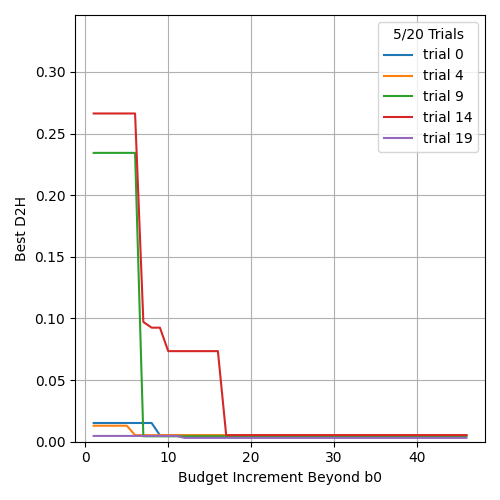 5/20 Trials
trial 0
trial 4
trial 9
trial 14
trial 19
0.30
0.25
0.20
0.15
0.10
0.05
0.00
Best D2H
0 10 20 30 40
Budget Increment Beyond b0